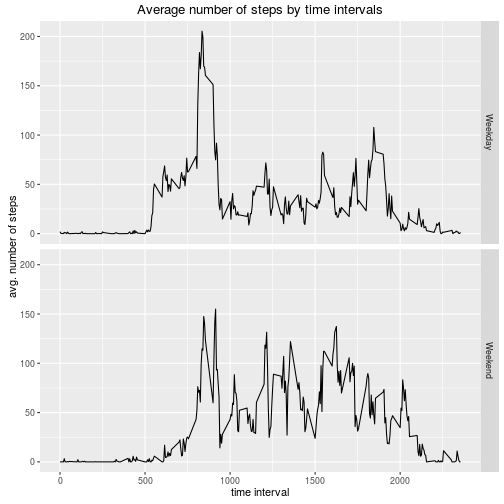 Average number of steps by time intervals
200
150
100
50
0
Weekday
avg. number of steps
200
150
100
50
0
Weekend
0 500 1000 1500 2000
time interval